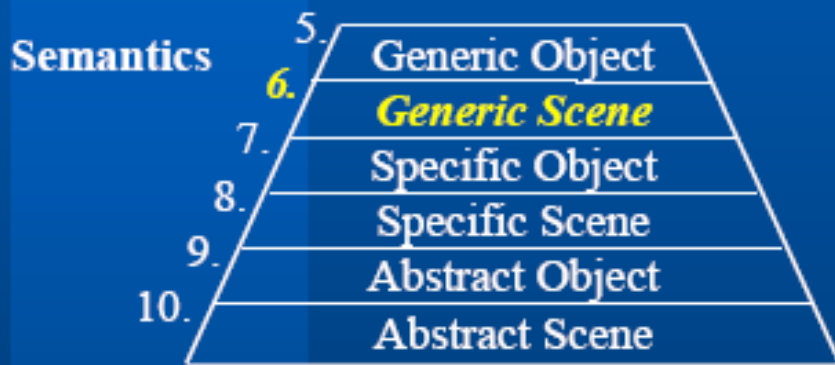 Semantics
5. Generic Object
6. Generic Scene
7. Specific Object
8. Specific Scene
9. Abstract Object
10. Abstract Scene